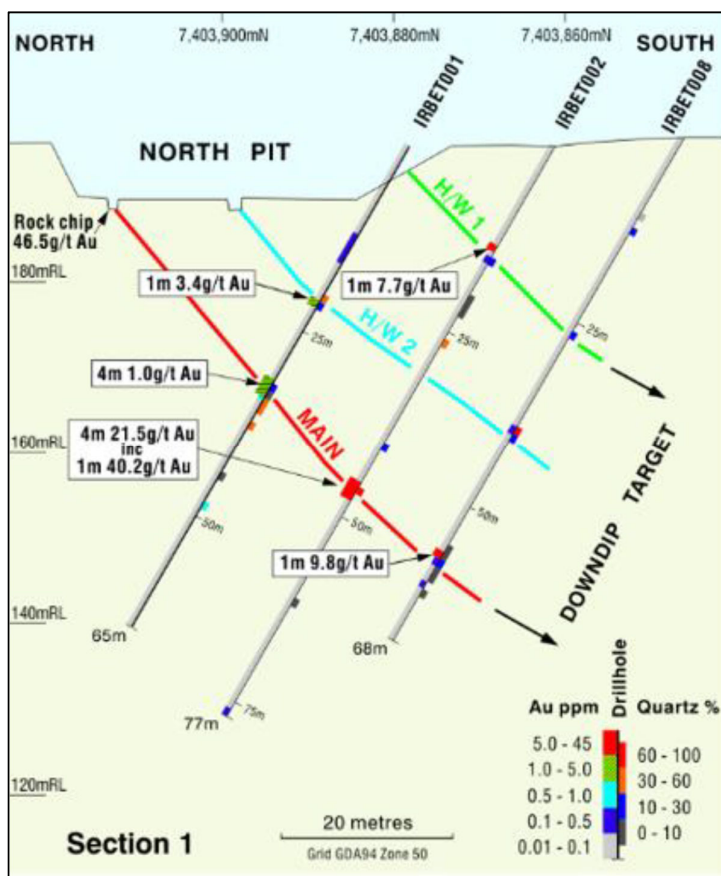 NORTH
7,403,900mN
7,403,880mN
7,403,860mN
SOUTH
IRBET001
IRBET002
IRBET008
NORTH PIT
Rock chip
46.5g/t Au
H/W 1
180mRL
1m 3.4g/t Au
1m 7.7g/t Au
25m
25m
25m
H/W 2
4m 1.0g/t Au
MAIN
4m 21.5g/t Au
inc
1m 40.2g/t Au
160mRL
50m
50m
50m
1m 9.8g/t Au
DOWNDIP TARGET
140mRL
65m
68m
77m
75m
Au ppm
Drillhole
Quartz %
5.0 - 45
1.0 - 5.0
0.5 - 1.0
0.1 - 0.5
0.01 - 0.1
60 - 100
30 - 60
10 - 30
0 - 10
120mRL
Section 1
20 metres
Grid GDA94 Zone 50